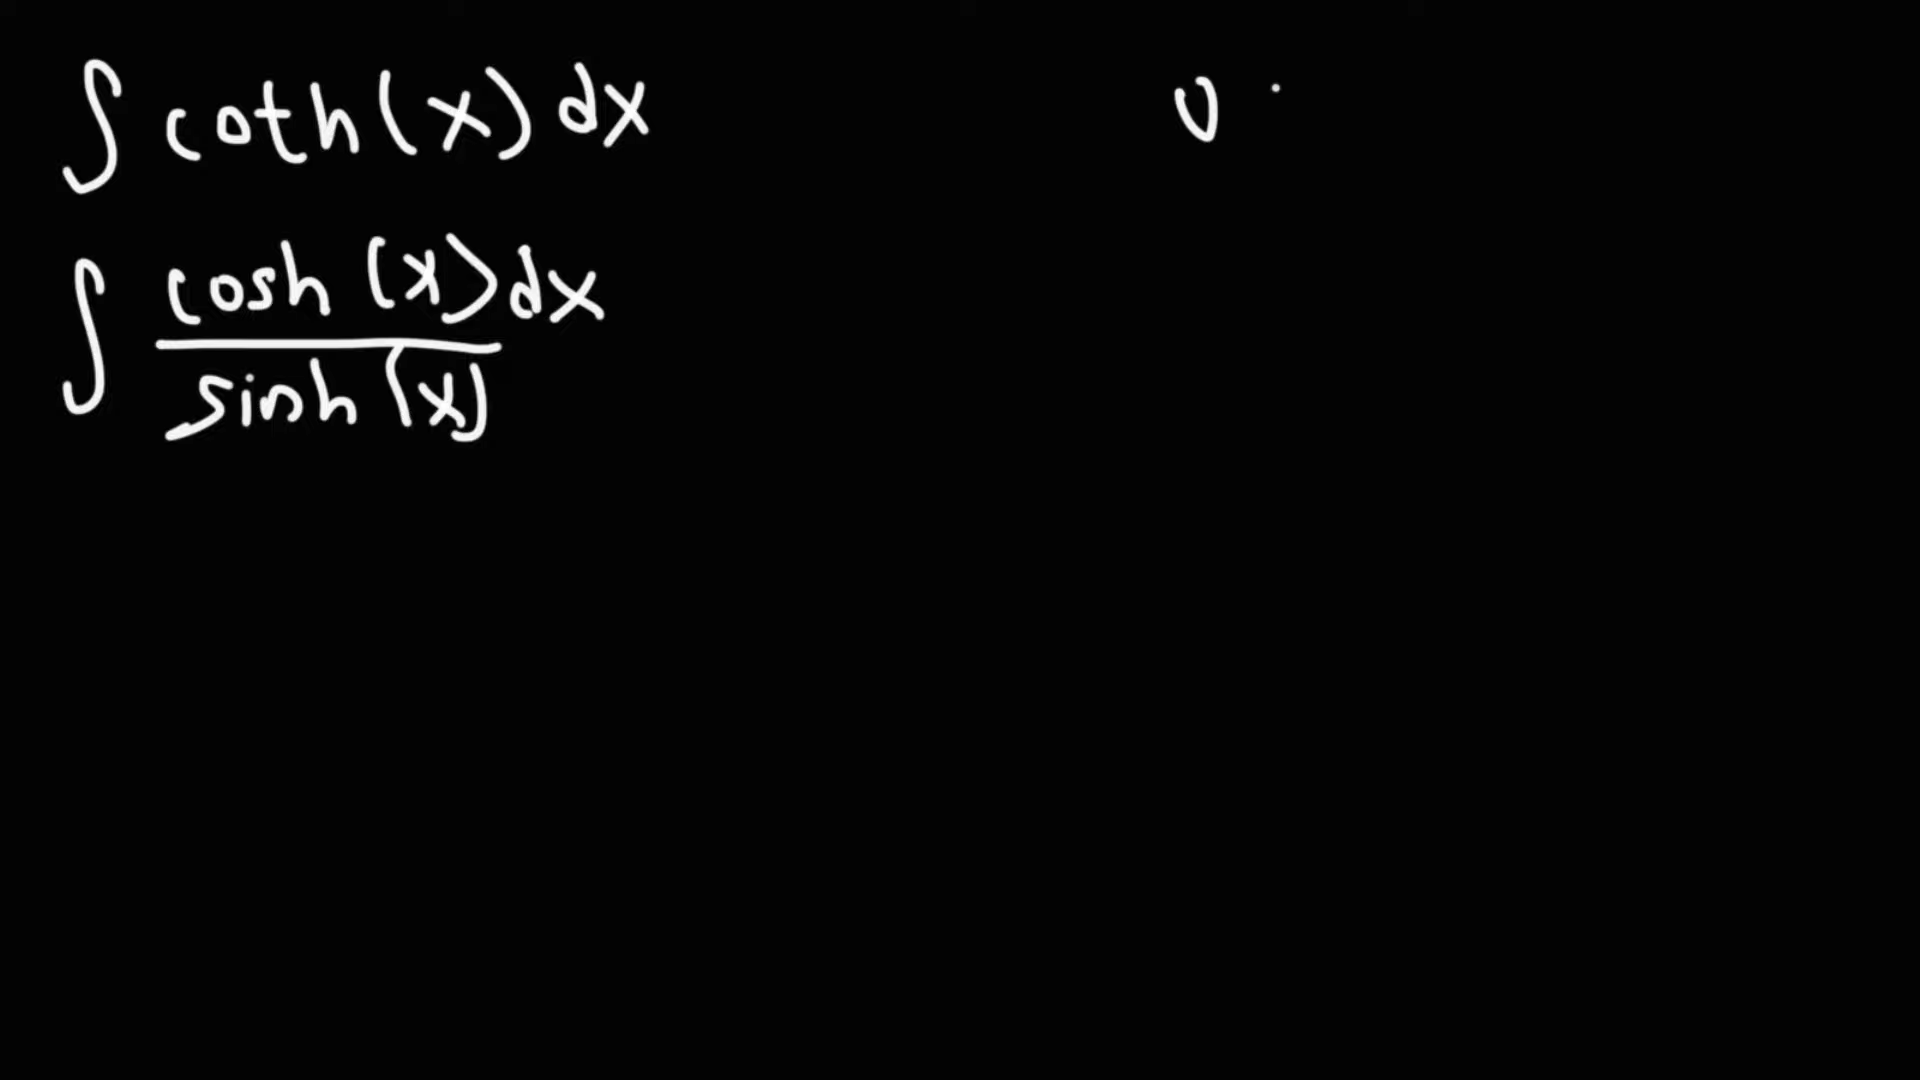 ∫ coth(x) dx
U ·
∫ cosh(x)dx / sinh(x)